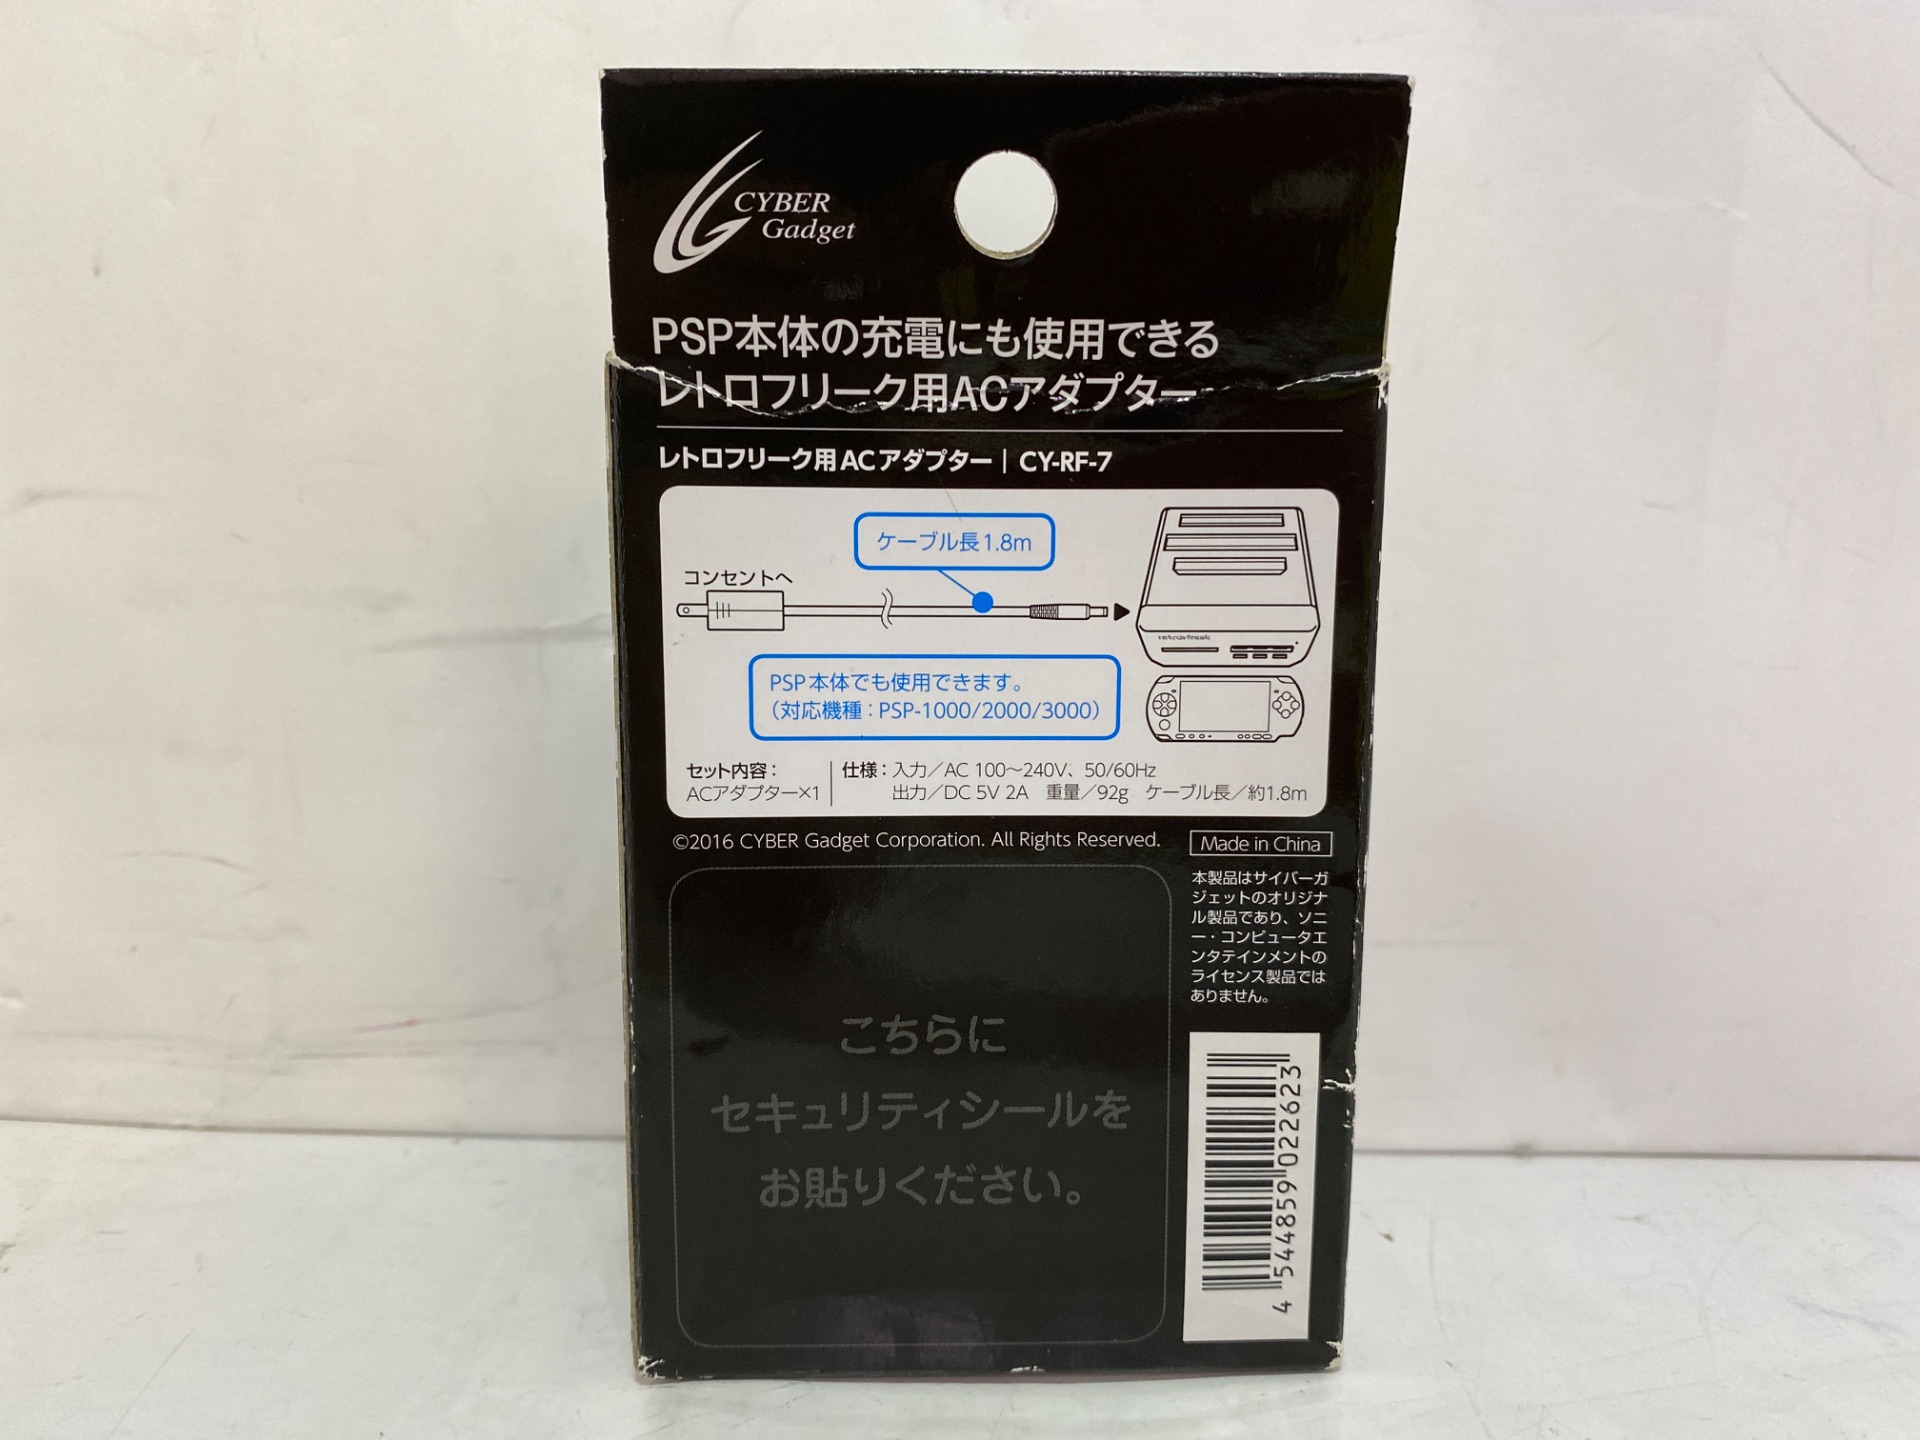 CYBER
Gadget
PSP本体の充電にも使用できる
レトロフリーク用ACアダプター
レトロフリーク用ACアダプター｜CY-RF-7
ケーブル長1.8m
コンセントへ
retro freak
PSP本体でも使用できます。
（対応機種：PSP-1000/2000/3000）
セット内容：
ACアダプター×1
仕様：入力／AC 100〜240V、50/60Hz
出力／DC 5V 2A　重量／92g　ケーブル長／約1.8m
©2016 CYBER Gadget Corporation. All Rights Reserved.
Made in China
本製品はサイバーガ
ジェットのオリジナ
ル製品であり、ソニ
ー・コンピュータエ
ンタテインメントの
ライセンス製品では
ありません。
こちらに
セキュリティシールを
お貼りください。
4 544859 022623